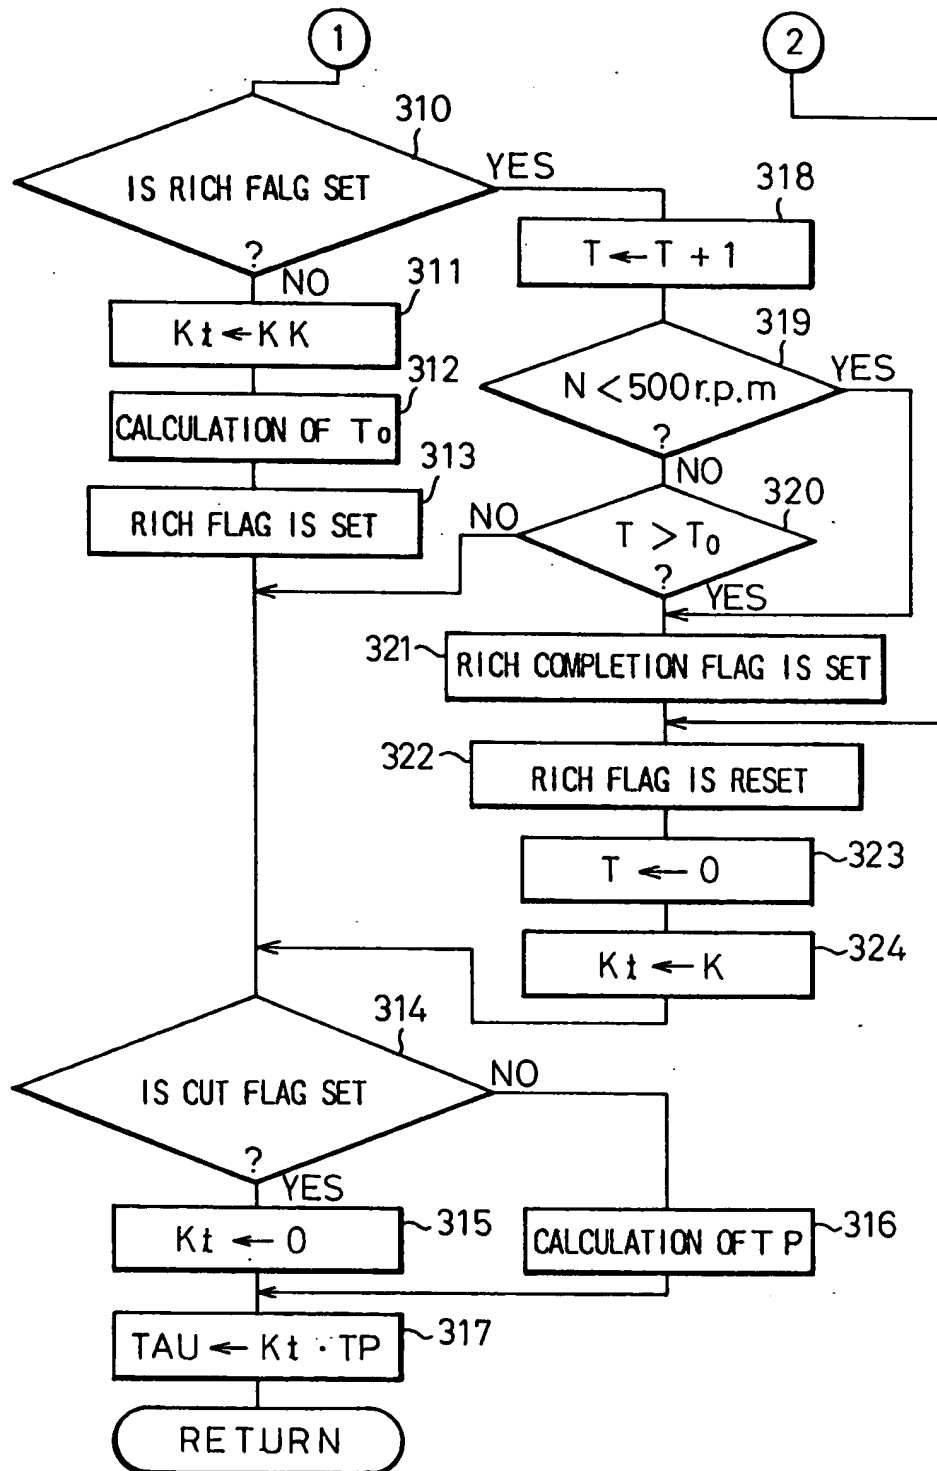 1
2
310
IS RICH FALG SET
?
YES
NO
318
T ← T + 1
311
Kt ← KK
319
N < 500 r.p.m
?
YES
NO
312
CALCULATION OF To
313
RICH FLAG IS SET
320
T > T0
?
NO
YES
321
RICH COMPLETION FLAG IS SET
322
RICH FLAG IS RESET
323
T ← 0
324
Kt ← K
314
IS CUT FLAG SET
?
NO
YES
315
Kt ← 0
316
CALCULATION OF TP
317
TAU ← Kt · TP
RETURN